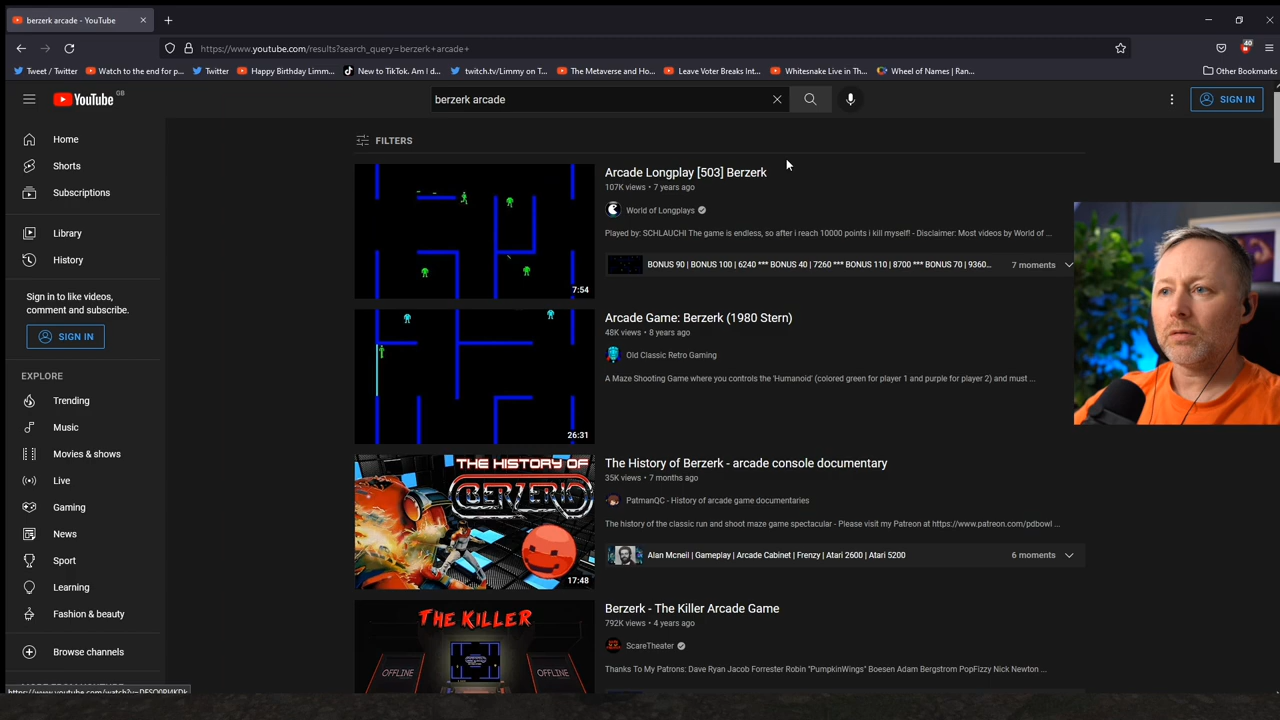 berzerk arcade - YouTube
https://www.youtube.com/results?search_query=berzerk+arcade+
40
Tweet / Twitter
Watch to the end for p...
Twitter
Happy Birthday Limm...
New to TikTok. Am I d...
twitch.tv/Limmy on T...
The Metaverse and Ho...
Leave Voter Breaks Int...
Whitesnake Live in Th...
Wheel of Names | Ran...
Other Bookmarks
YouTube GB
berzerk arcade
SIGN IN
Home
Shorts
Subscriptions
Library
History
Sign in to like videos,
comment and subscribe.
SIGN IN
EXPLORE
Trending
Music
Movies & shows
Live
Gaming
News
Sport
Learning
Fashion & beauty
Browse channels
FILTERS
7:54
Arcade Longplay [503] Berzerk
107K views • 7 years ago
World of Longplays
Played by: SCHLAUCHI The game is endless, so after i reach 10000 points i kill myself! - Disclaimer: Most videos by World of ...
BONUS 90 | BONUS 100 | 6240 *** BONUS 40 | 7260 *** BONUS 110 | 8700 *** BONUS 70 | 9360...
7 moments
26:31
Arcade Game: Berzerk (1980 Stern)
48K views • 8 years ago
Old Classic Retro Gaming
A Maze Shooting Game where you controls the 'Humanoid' (colored green for player 1 and purple for player 2) and must ...
THE HISTORY OF
BERZERK
17:48
The History of Berzerk - arcade console documentary
35K views • 7 months ago
PatmanQC - History of arcade game documentaries
The history of the classic run and shoot maze game spectacular - Please visit my Patreon at https://www.patreon.com/pdbowl ...
Alan Mcneil | Gameplay | Arcade Cabinet | Frenzy | Atari 2600 | Atari 5200
6 moments
THE KILLER
OFFLINE
OFFLINE
Berzerk - The Killer Arcade Game
792K views • 4 years ago
ScareTheater
Thanks To My Patrons: Dave Ryan Jacob Forrester Robin "PumpkinWings" Boesen Adam Bergstrom PopFizzy Nick Newton ...